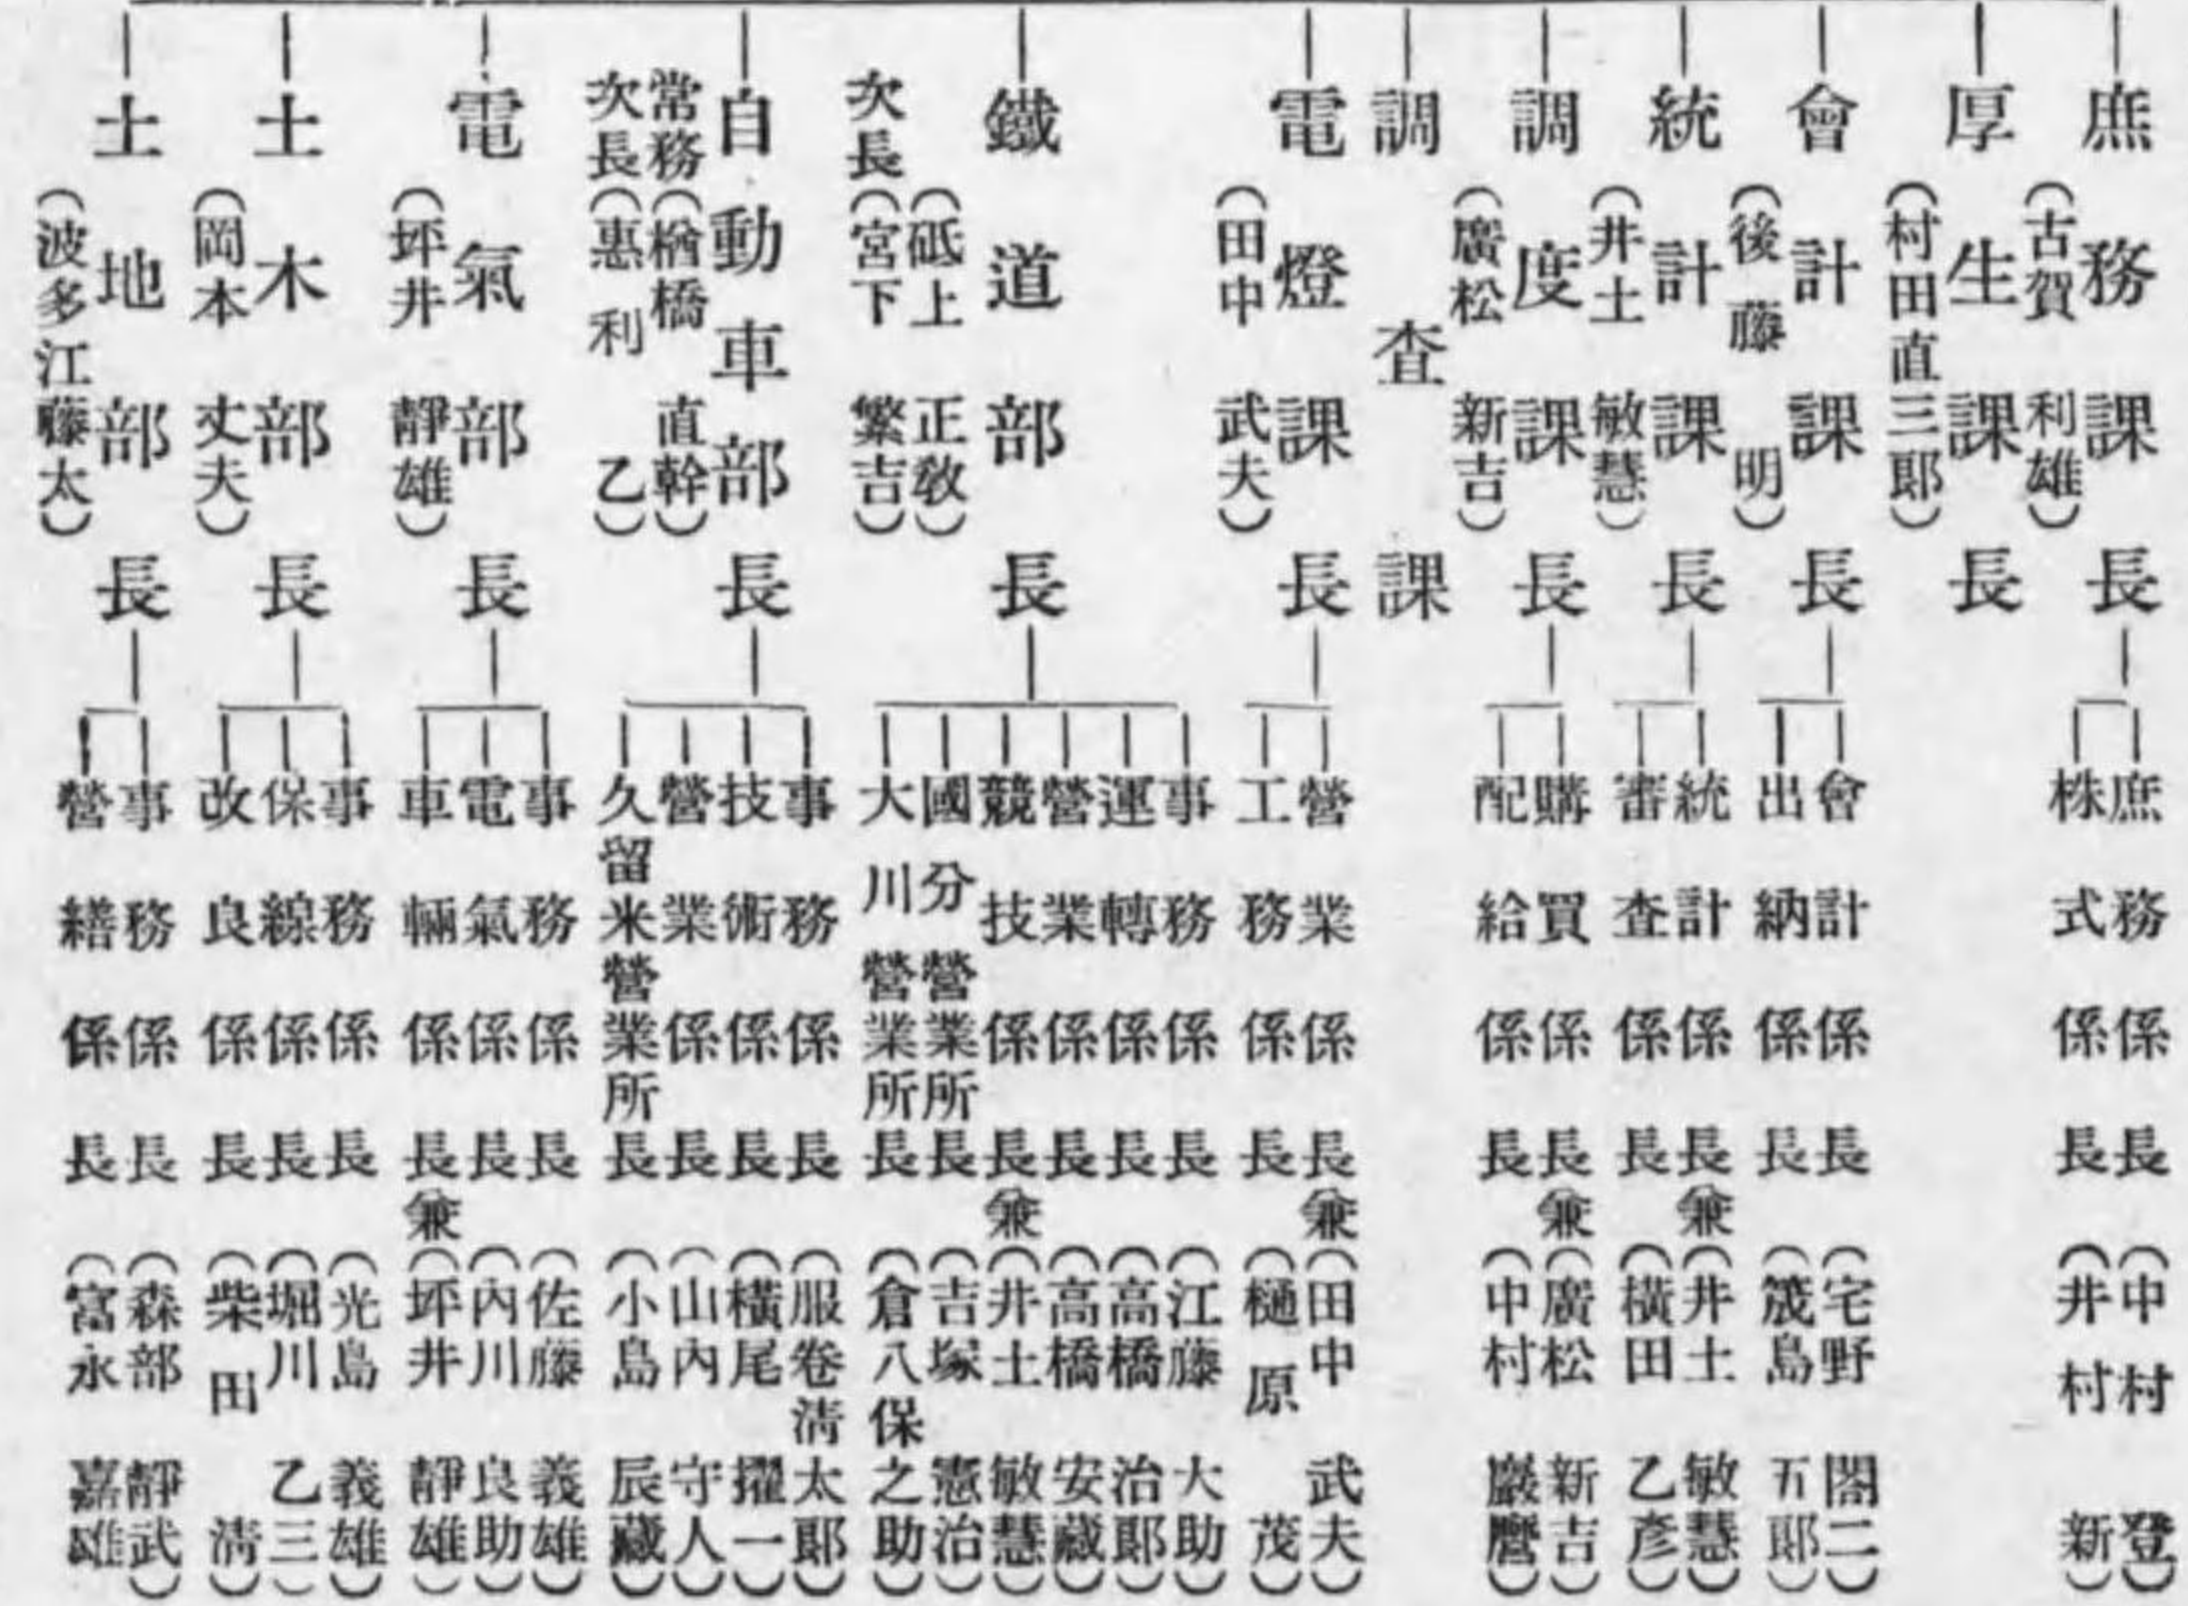 庶務課長
(古賀利雄)
庶務係長(中村登)
株式係長(井村新)
厚生課長
(村田直三郎)
會計課長
(後藤明)
會計係長(宅野閤二)
出納係長(筬島五郎)
統計課長
(井土敏慧)
統計係長兼(井土敏慧)
審査係長(横田乙彦)
調度課長
(廣松新吉)
購買係長兼(廣松新吉)
配給係長(中村巖麿)
調査課
電燈課長
(田中武夫)
營業係長兼(田中武夫)
工務係長(樋原茂)
鐵道部長
(砥上正敎)
次長(宮下繁吉)
事務係長(江藤大助)
運轉係長(高橋治郎)
營業係長(高橋安藏)
競技係長兼(井土敏慧)
國分營業所長(吉塚憲治)
大川營業所長(倉八保之助)
自動車部長
常務(楢橋直幹)
次長(惠利乙)
事務係長(服卷淸太郎)
技術係長(横尾擢一)
營業係長(山內守人)
久留米營業所長(小島辰藏)
電氣部長
(坪井靜雄)
事務係長(佐藤義雄)
電氣係長(內川良助)
車輛係長兼(坪井靜雄)
土木部長
(岡本丈夫)
事務係長(光島義雄)
保線係長(堀川乙三)
改良係長(柴田淸)
土地部長
(波多江藤太)
事務係長(森部靜武)
營繕係長(富永嘉雄)